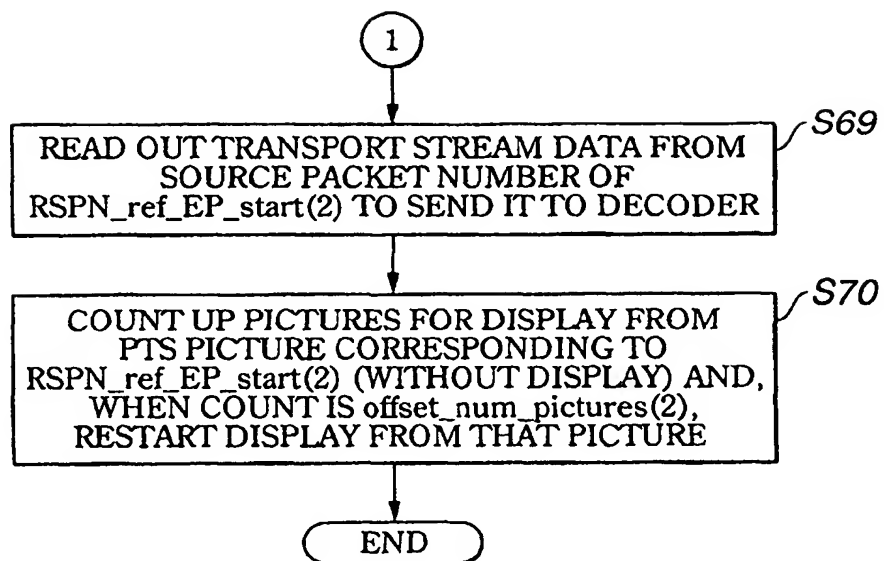 1
READ OUT TRANSPORT STREAM DATA FROM
SOURCE PACKET NUMBER OF
RSPN_ref_EP_start(2) TO SEND IT TO DECODER
S69
COUNT UP PICTURES FOR DISPLAY FROM
PTS PICTURE CORRESPONDING TO
RSPN_ref_EP_start(2) (WITHOUT DISPLAY) AND,
WHEN COUNT IS offset_num_pictures(2),
RESTART DISPLAY FROM THAT PICTURE
S70
END